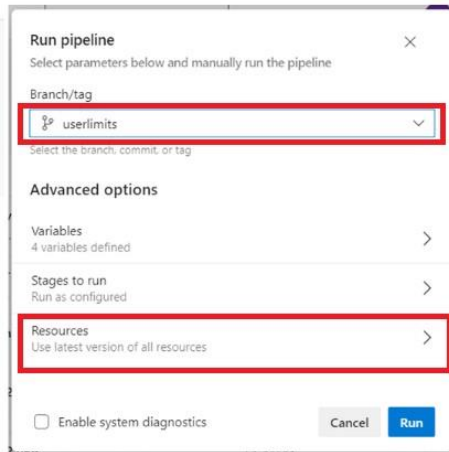 Run pipeline
Select parameters below and manually run the pipeline
Branch/tag
userlimits
Select the branch, commit, or tag
Advanced options
Variables
4 variables defined
Stages to run
Run as configured
Resources
Use latest version of all resources
Enable system diagnostics
Cancel
Run